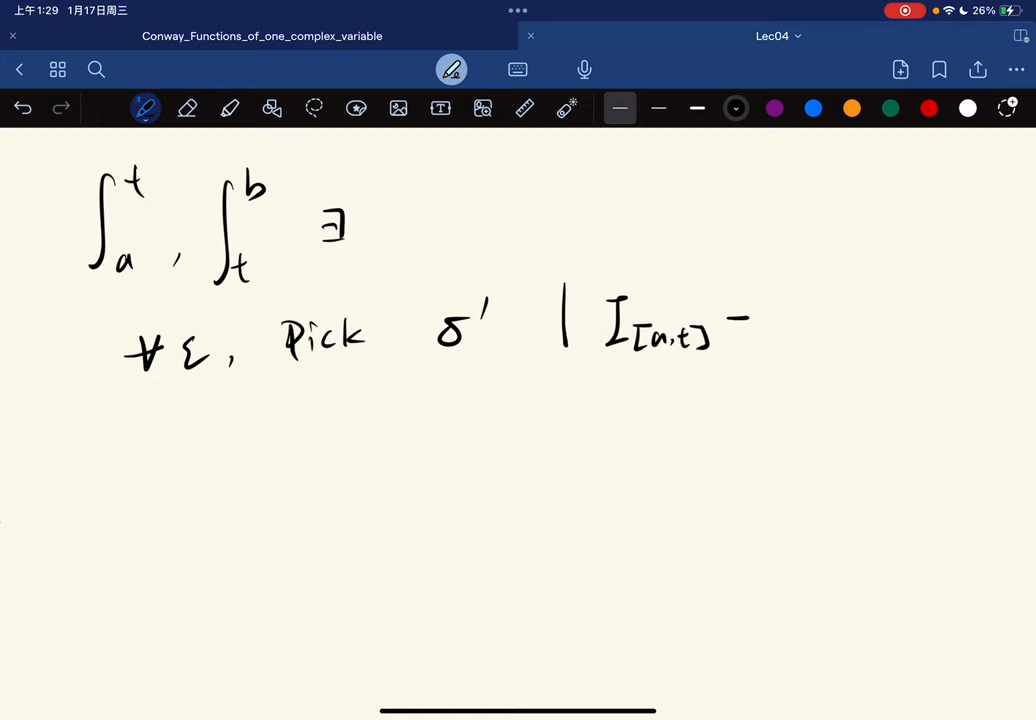 上午1:29 1月17日周三 26%
Conway_Functions_of_one_complex_variable Lec04
∫_a^t , ∫_t^b ∃
∀ε, Pick δ' | I_[a,t] −